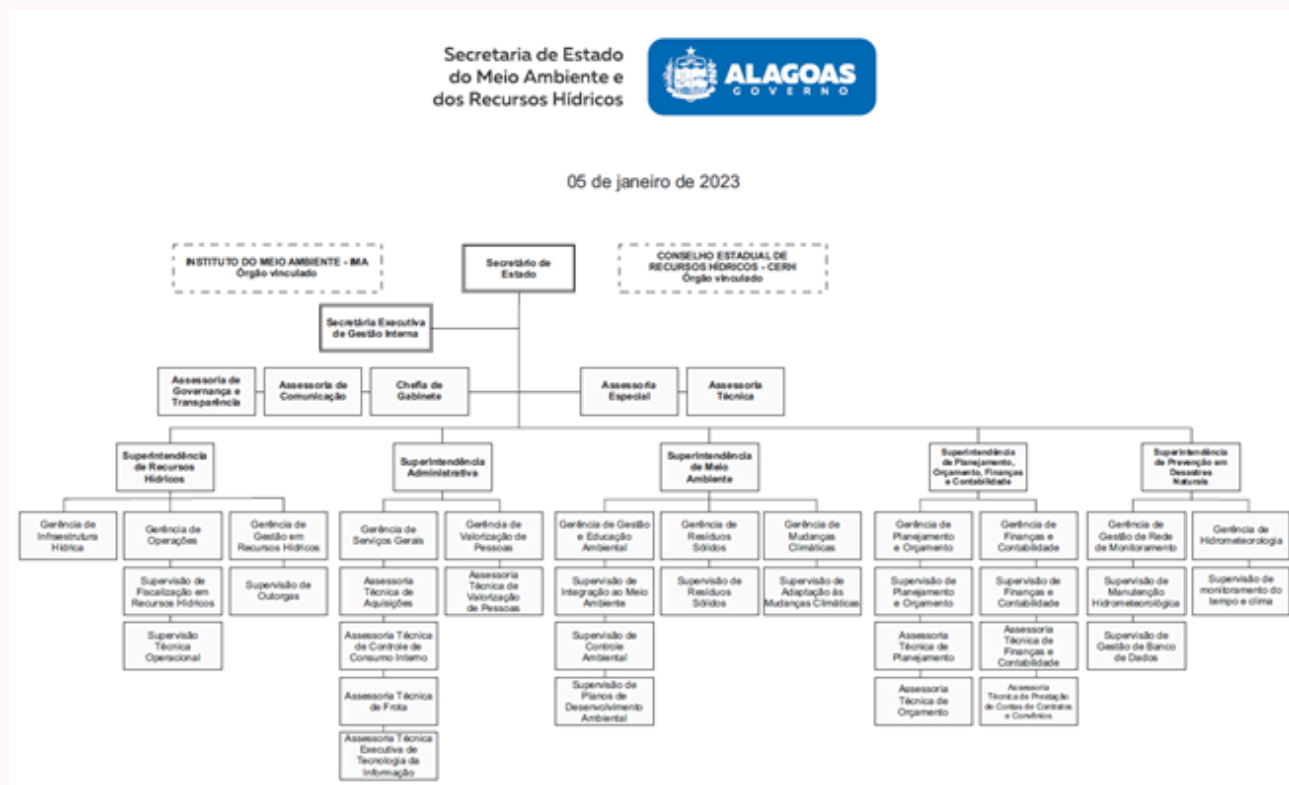 Secretaria de Estado
do Meio Ambiente e
dos Recursos Hídricos
ALAGOAS
GOVERNO
05 de janeiro de 2023
INSTITUTO DO MEIO AMBIENTE - IMA
Órgão vinculado
Secretário de
Estado
CONSELHO ESTADUAL DE
RECURSOS HÍDRICOS - CERH
Órgão vinculado
Secretária Executiva
de Gestão Interna
Assessoria de
Governança e
Transparência
Assessoria de
Comunicação
Chefia de
Gabinete
Assessoria
Especial
Assessoria
Técnica
Superintendência
de Recursos
Hídricos
Superintendência
Administrativa
Superintendência
de Meio
Ambiente
Superintendência
de Planejamento,
Orçamento, Finanças
e Contabilidade
Superintendência
de Prevenção em
Desastres
Naturais
Gerência de
Infraestrutura
Hídrica
Gerência de
Operações
Gerência de
Gestão em
Recursos Hídricos
Gerência de
Serviços Gerais
Gerência de
Valorização de
Pessoas
Gerência de Gestão
e Educação
Ambiental
Gerência de
Resíduos
Sólidos
Gerência de
Mudanças
Climáticas
Gerência de
Planejamento
e Orçamento
Gerência de
Finanças e
Contabilidade
Gerência de
Gestão de Rede
de Monitoramento
Gerência de
Hidrometeorologia
Supervisão de
Fiscalização em
Recursos Hídricos
Supervisão de
Outorgas
Assessoria
Técnica de
Aquisições
Assessoria
Técnica de
Valorização
de Pessoas
Supervisão de
Integração ao Meio
Ambiente
Supervisão de
Resíduos
Sólidos
Supervisão de
Adaptação às
Mudanças Climáticas
Supervisão de
Planejamento
e Orçamento
Supervisão de
Finanças e
Contabilidade
Supervisão de
Manutenção
Hidrometeorológica
Supervisão de
monitoramento do
tempo e clima
Supervisão
Técnica
Operacional
Assessoria Técnica
de Controle de
Consumo Interno
Supervisão de
Controle
Ambiental
Assessoria
Técnica de
Planejamento
Assessoria
Técnica de
Finanças e
Contabilidade
Supervisão de
Gestão de Banco
de Dados
Assessoria Técnica
de Frota
Supervisão de
Planos de
Desenvolvimento
Ambiental
Assessoria
Técnica de
Orçamento
Assessoria
Técnica de Prestação
de Contas de Contratos
e Convênios
Assessoria Técnica
Executiva de
Tecnologia da
Informação